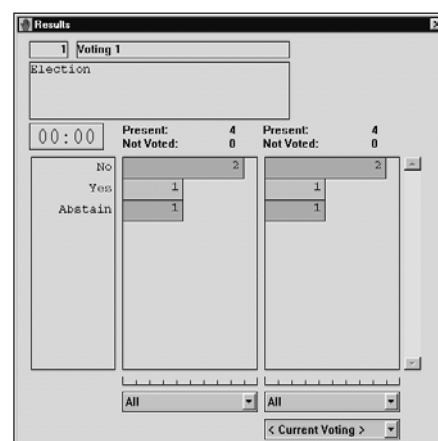 Results
1 Voting 1
Election
00:00
Present: 4 Present: 4
Not Voted: 0 Not Voted: 0
No 2 2
Yes 1 1
Abstain 1 1
All All
< Current Voting >